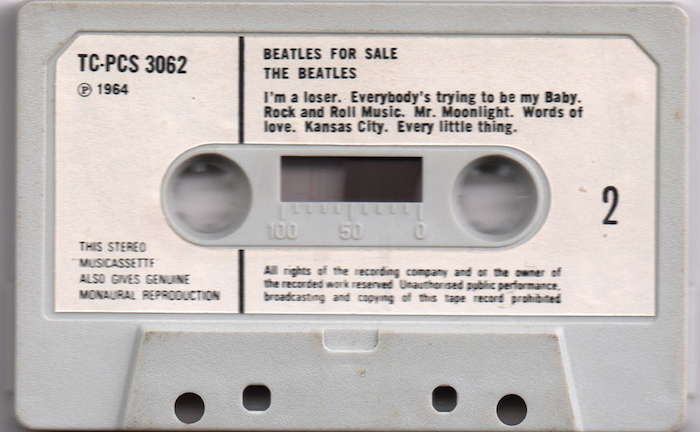 TC-PCS 3062
℗ 1964
BEATLES FOR SALE
THE BEATLES
I'm a loser. Everybody's trying to be my Baby.
Rock and Roll Music. Mr. Moonlight. Words of
love. Kansas City. Every little thing.
2
100 50 0
THIS STEREO
MUSICASSETTE
ALSO GIVES GENUINE
MONAURAL REPRODUCTION
All rights of the recording company and or the owner of
the recorded work reserved Unauthorised public performance,
broadcasting and copying of this tape record prohibited